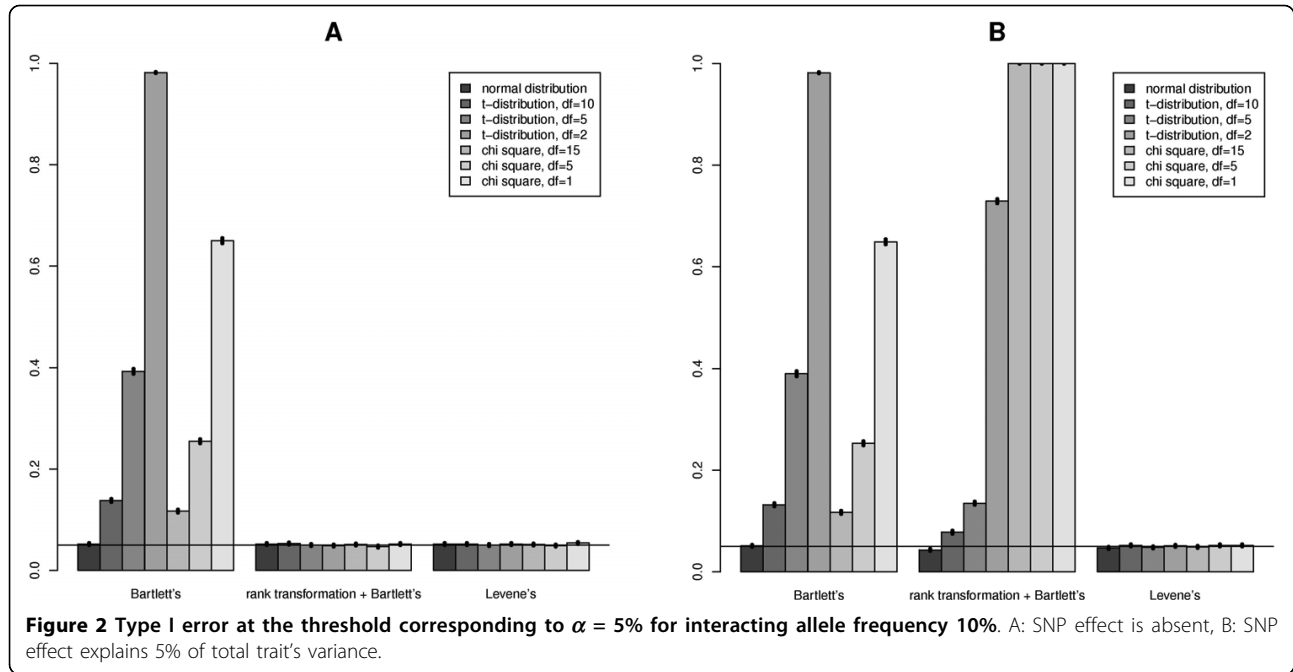 A
1.0
0.8
0.6
0.4
0.2
0.0
normal distribution
t−distribution, df=10
t−distribution, df=5
t−distribution, df=2
chi square, df=15
chi square, df=5
chi square, df=1
Bartlett's
rank transformation + Bartlett's
Levene's
B
1.0
0.8
0.6
0.4
0.2
0.0
normal distribution
t−distribution, df=10
t−distribution, df=5
t−distribution, df=2
chi square, df=15
chi square, df=5
chi square, df=1
Bartlett's
rank transformation + Bartlett's
Levene's
Figure 2 Type I error at the threshold corresponding to α = 5% for interacting allele frequency 10%. A: SNP effect is absent, B: SNP
effect explains 5% of total trait's variance.